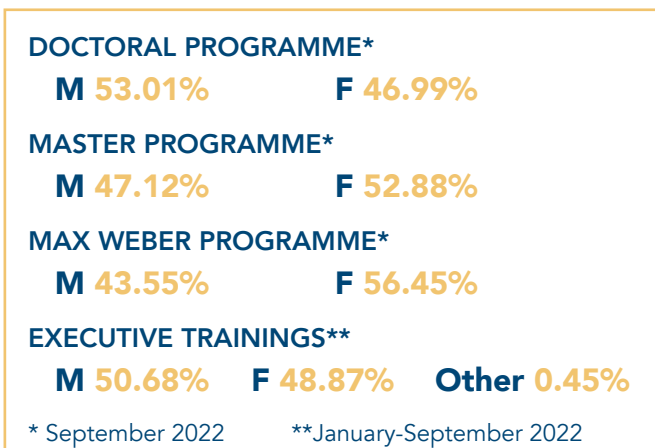 DOCTORAL PROGRAMME*
M 53.01% F 46.99%
MASTER PROGRAMME*
M 47.12% F 52.88%
MAX WEBER PROGRAMME*
M 43.55% F 56.45%
EXECUTIVE TRAININGS**
M 50.68% F 48.87% Other 0.45%
* September 2022 **January-September 2022